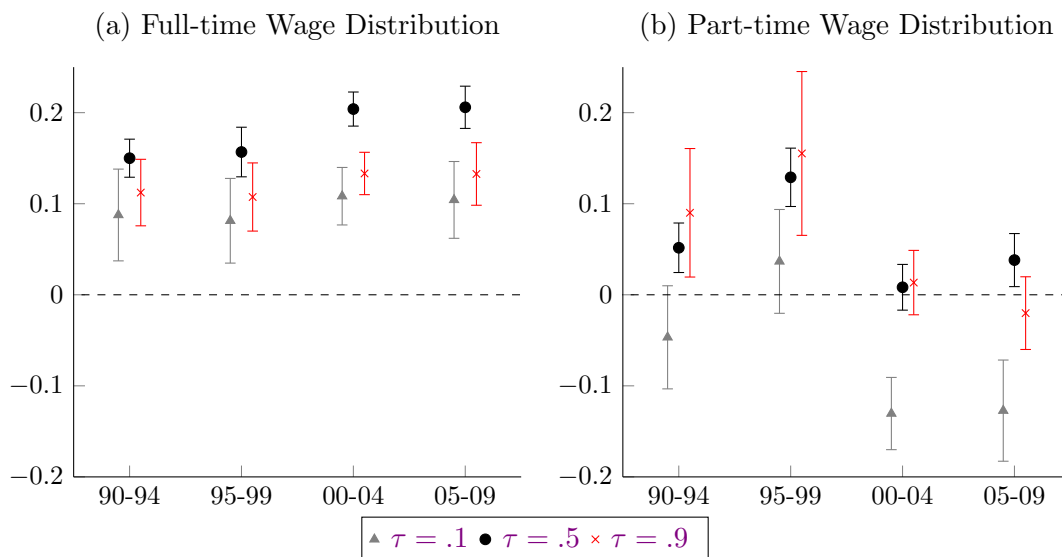 (a) Full-time Wage Distribution
(b) Part-time Wage Distribution
0.2
0.1
0
−0.1
−0.2
90-94 95-99 00-04 05-09
0.2
0.1
0
−0.1
−0.2
90-94 95-99 00-04 05-09
τ = .1 τ = .5 τ = .9